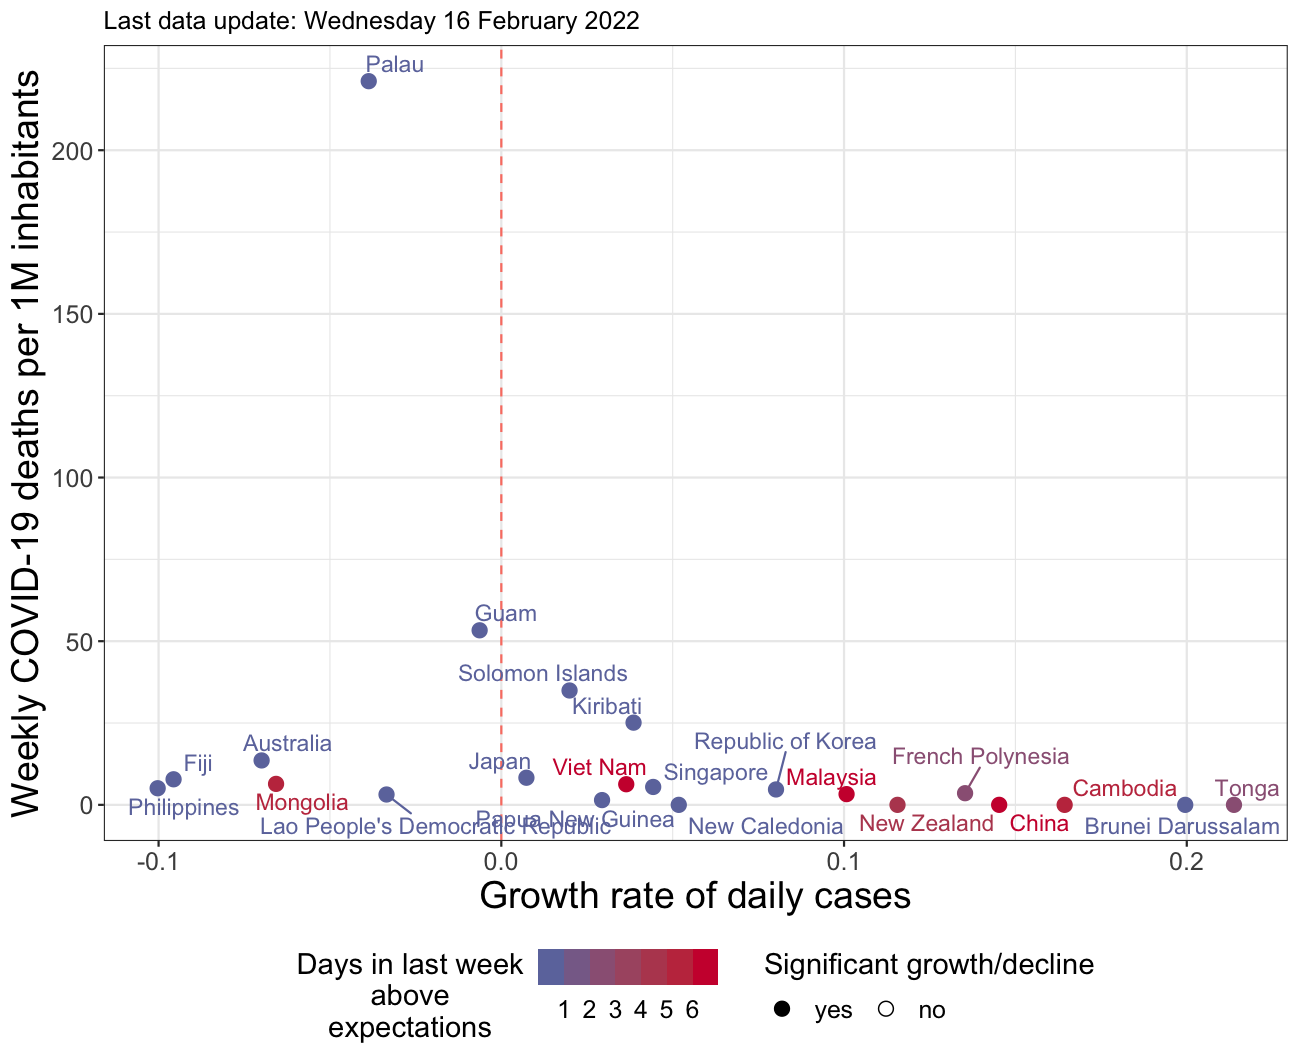 Last data update: Wednesday 16 February 2022
Weekly COVID-19 deaths per 1M inhabitants
200
150
100
50
0
Palau
Guam
Solomon Islands
Kiribati
Republic of Korea
Australia
French Polynesia
Fiji
Japan
Viet Nam
Singapore
Malaysia
Cambodia
Tonga
Philippines
Mongolia
Papua New Guinea
New Zealand
China
Lao People's Democratic Republic
New Caledonia
Brunei Darussalam
-0.1
0.0
0.1
0.2
Growth rate of daily cases
Days in last week
above
expectations
1 2 3 4 5 6
Significant growth/decline
yes no